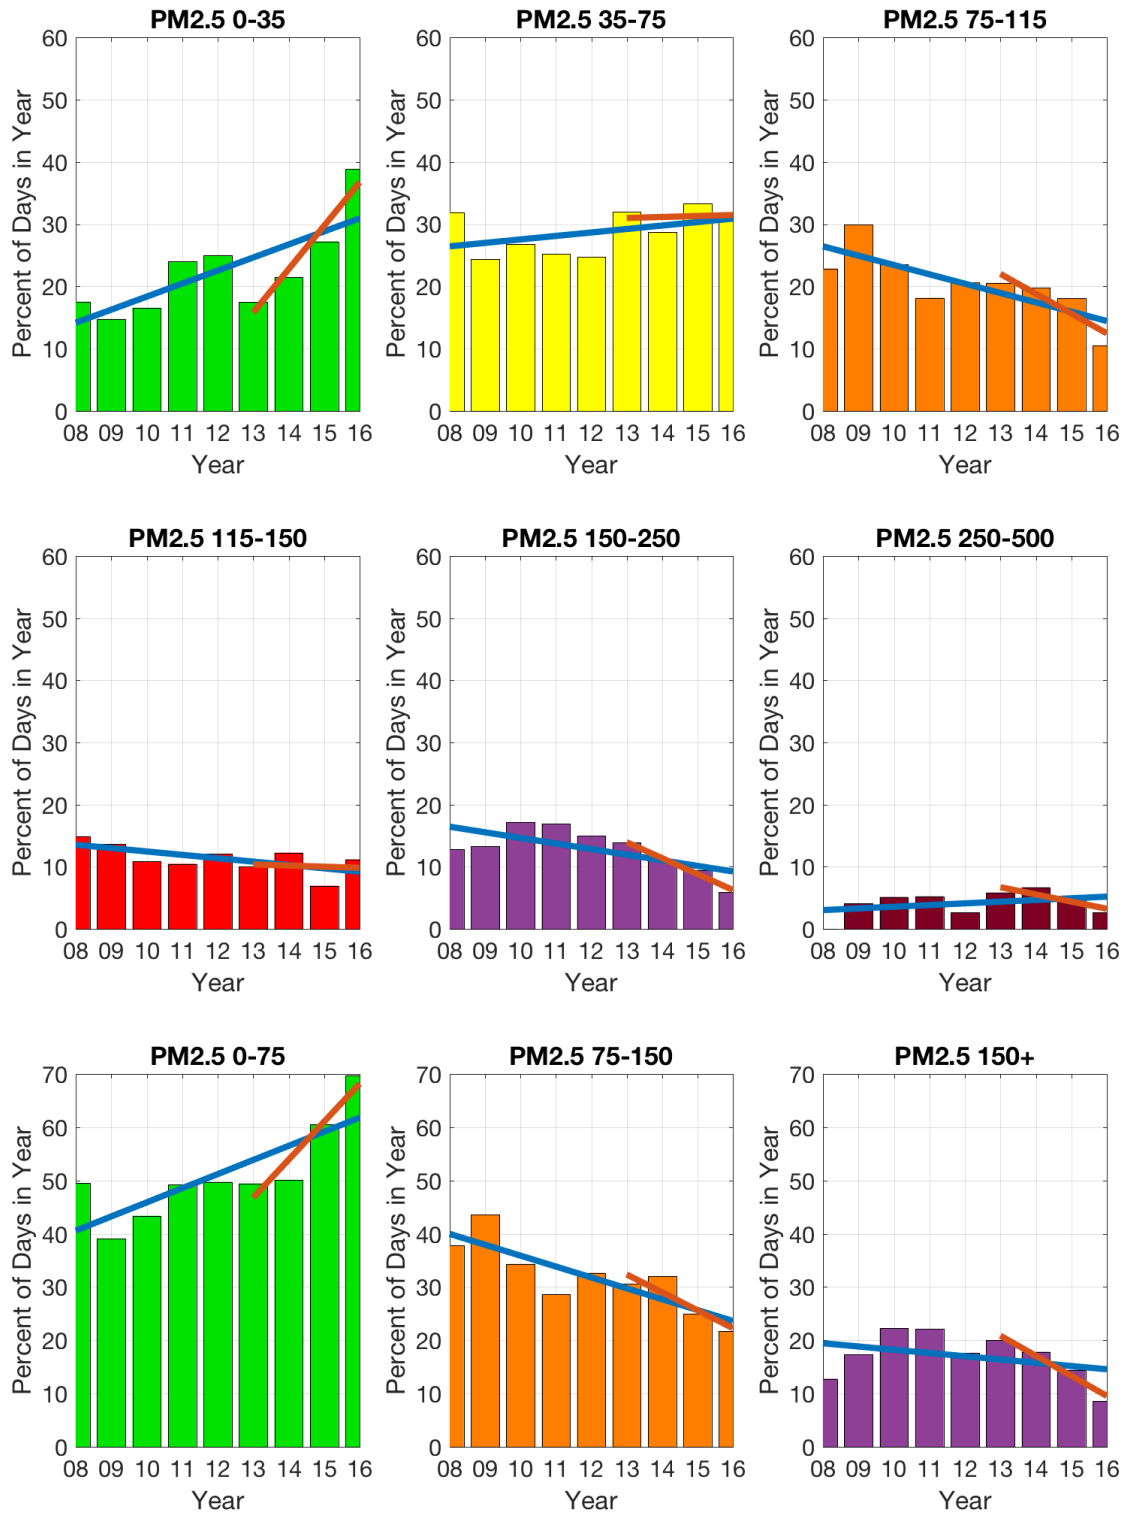 PM2.5 0-35
Percent of Days in Year
60
50
40
30
20
10
0
08 09 10 11 12 13 14 15 16
Year
PM2.5 35-75
Percent of Days in Year
60
50
40
30
20
10
0
08 09 10 11 12 13 14 15 16
Year
PM2.5 75-115
Percent of Days in Year
60
50
40
30
20
10
0
08 09 10 11 12 13 14 15 16
Year
PM2.5 115-150
Percent of Days in Year
60
50
40
30
20
10
0
08 09 10 11 12 13 14 15 16
Year
PM2.5 150-250
Percent of Days in Year
60
50
40
30
20
10
0
08 09 10 11 12 13 14 15 16
Year
PM2.5 250-500
Percent of Days in Year
60
50
40
30
20
10
0
08 09 10 11 12 13 14 15 16
Year
PM2.5 0-75
Percent of Days in Year
70
60
50
40
30
20
10
0
08 09 10 11 12 13 14 15 16
Year
PM2.5 75-150
Percent of Days in Year
70
60
50
40
30
20
10
0
08 09 10 11 12 13 14 15 16
Year
PM2.5 150+
Percent of Days in Year
70
60
50
40
30
20
10
0
08 09 10 11 12 13 14 15 16
Year